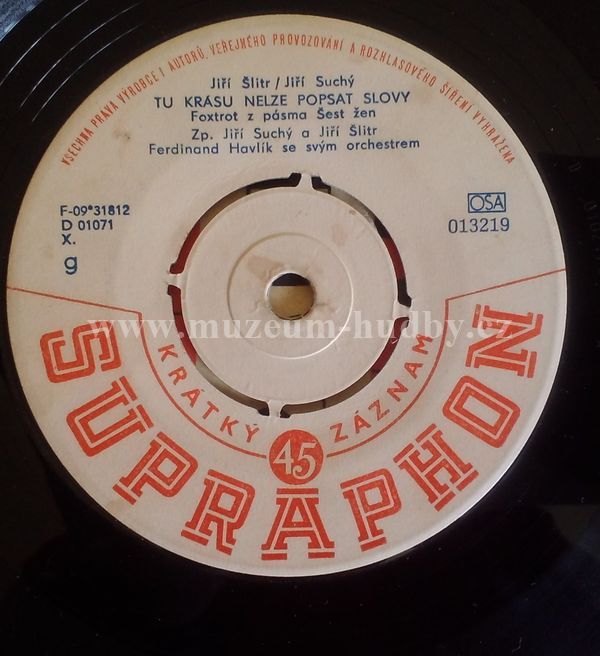 VŠECHNA PRÁVA VÝROBCE I AUTORŮ, VEŘEJNÉHO PROVOZOVÁNÍ A ROZHLASOVÉHO ŠÍŘENÍ VYHRAŽENA
Jiří Šlitr / Jiří Suchý
TU KRÁSU NELZE POPSAT SLOVY
Foxtrot z pásma Šest žen
Zp. Jiří Suchý a Jiří Šlitr
Ferdinand Havlík se svým orchestrem
F-09*31812
D 01071
X.
g
OSA
013219
www.muzeum-hudby.cz
KRÁTKÝ 45 ZÁZNAM
SUPRAPHON